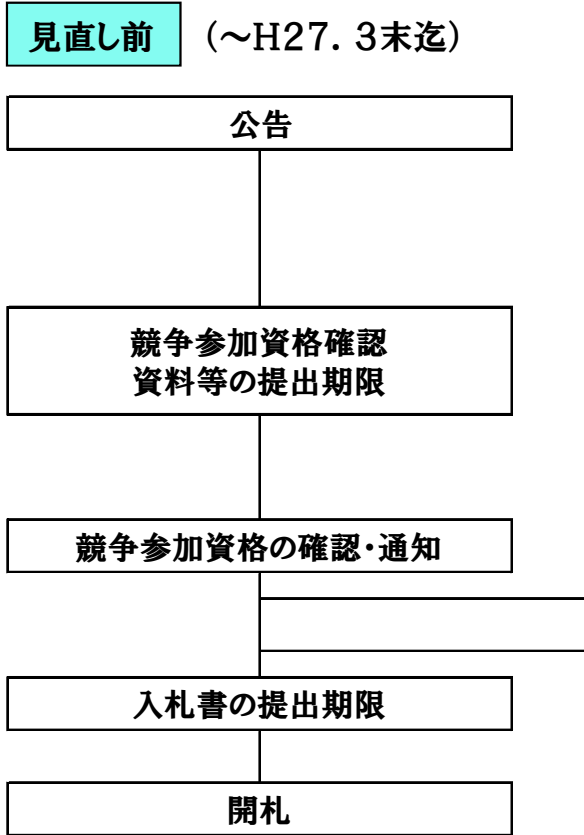 見直し前 (～H27．3末迄)
公告
競争参加資格確認
資料等の提出期限
競争参加資格の確認・通知
入札書の提出期限
開札